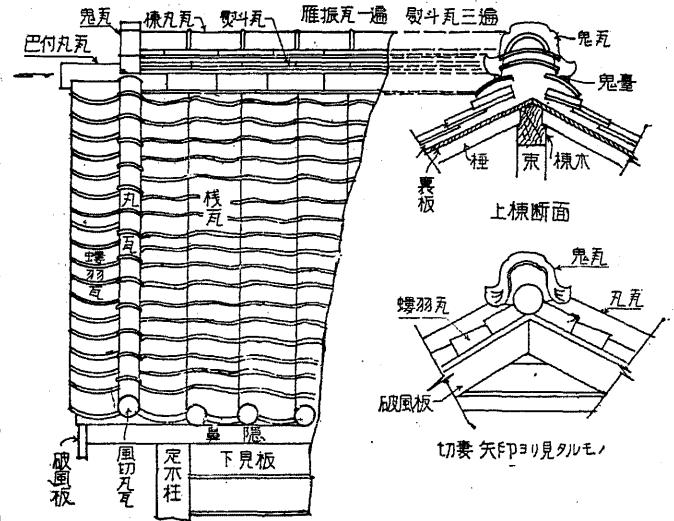 鬼瓦
棟丸瓦
熨斗瓦
雁振瓦一遍
熨斗瓦三遍
巴付丸瓦
鬼瓦
鬼臺
棰
束
棟木
裏板
上棟断面
丸瓦
桟瓦
螻羽瓦
鬼瓦
螻羽瓦
丸瓦
破風板
切妻 矢印ヨリ見タルモノ
鼻隠
破風板
風切丸瓦
定木柱
下見板